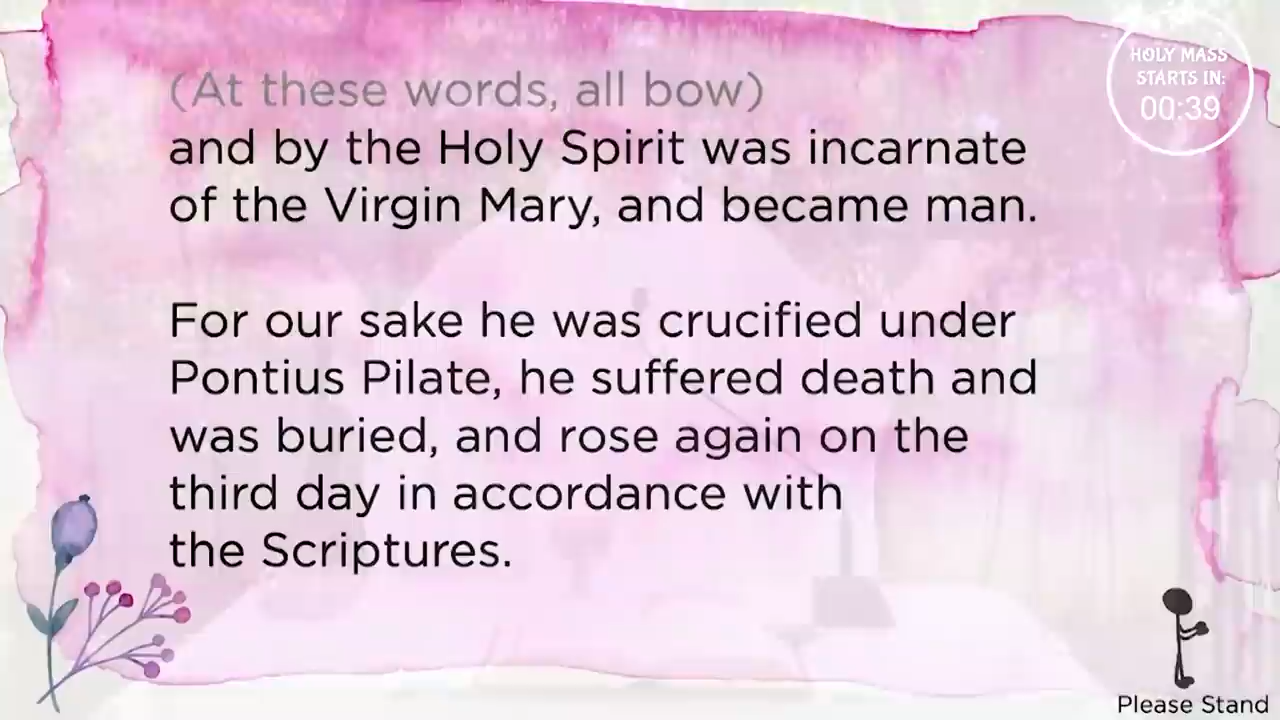 HOLY MASS
STARTS IN:
00:39
(At these words, all bow)
and by the Holy Spirit was incarnate
of the Virgin Mary, and became man.
For our sake he was crucified under
Pontius Pilate, he suffered death and
was buried, and rose again on the
third day in accordance with
the Scriptures.
Please Stand